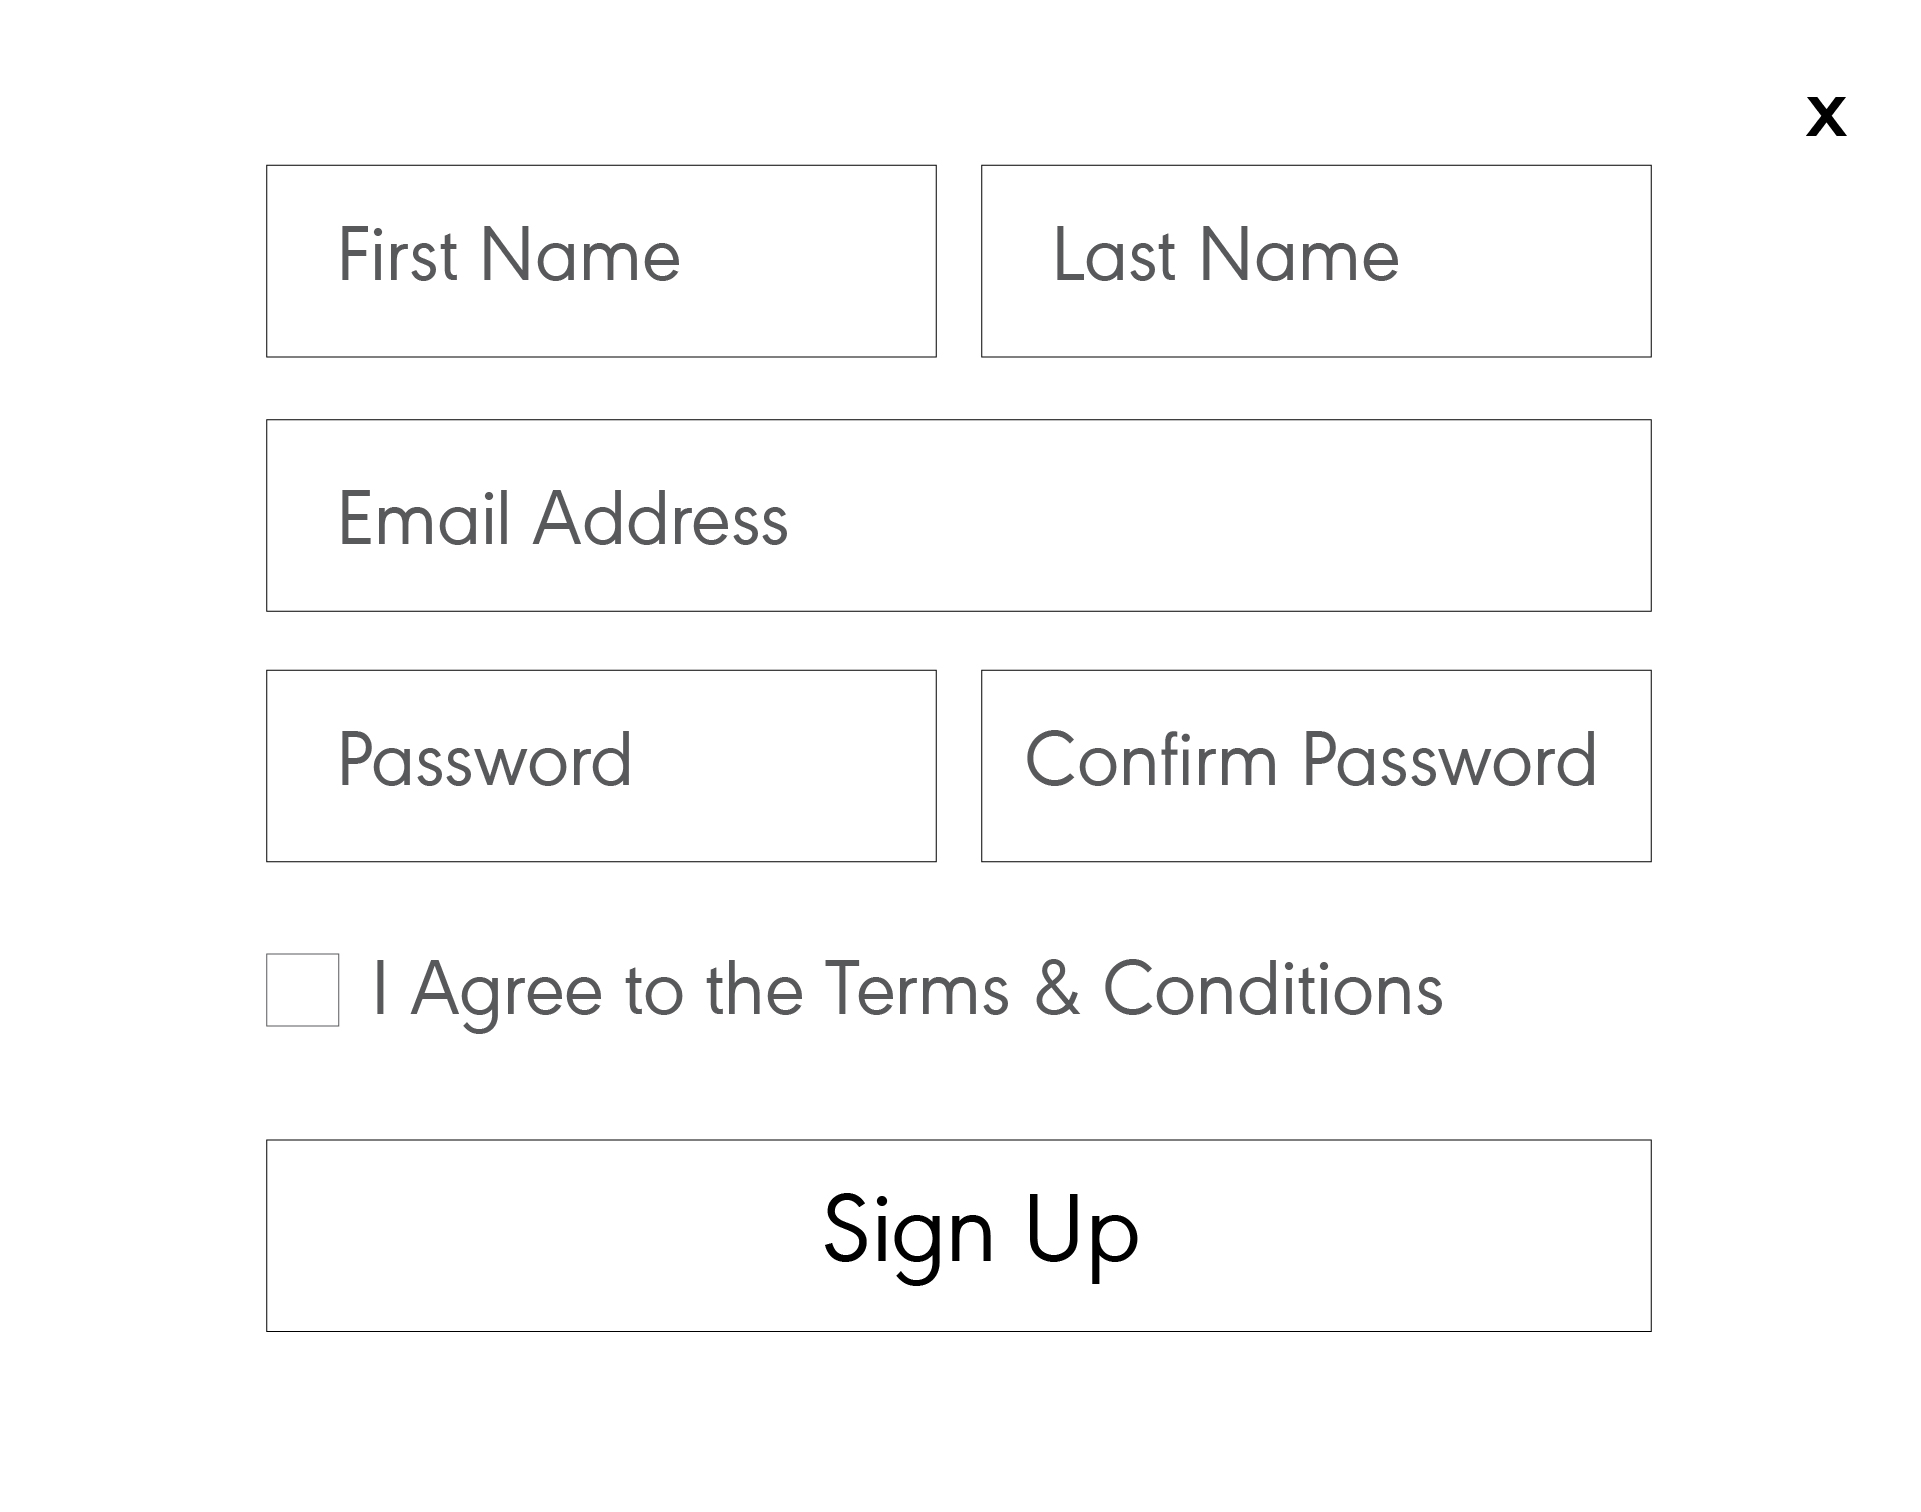 X
First Name Last Name
Email Address
Password Confirm Password
I Agree to the Terms & Conditions
Sign Up